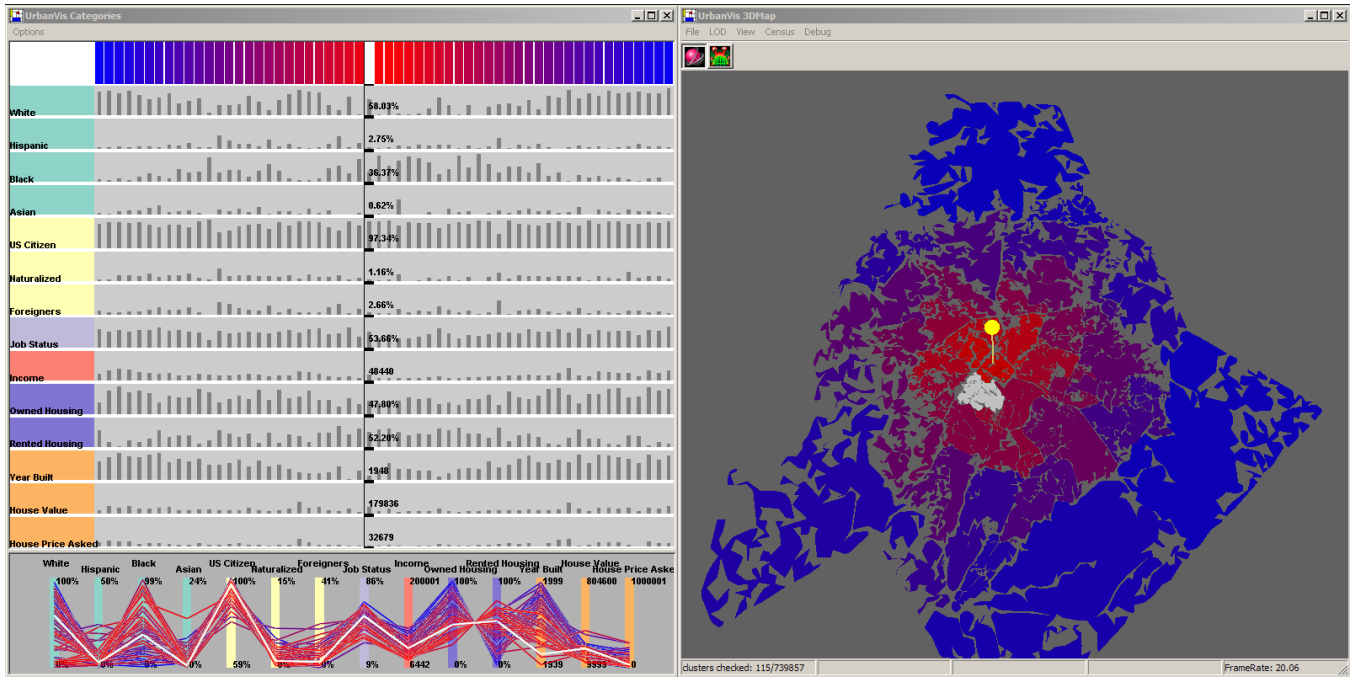 UrbanVis Categories
Options
White
58.03%
Hispanic
2.75%
Black
36.37%
Asian
0.62%
US Citizen
97.34%
Naturalized
1.16%
Foreigners
2.66%
Job Status
53.66%
Income
48440
Owned Housing
47.80%
Rented Housing
52.20%
Year Built
1948
House Value
179836
House Price Asked
32679
White Hispanic Black Asian US Citizen Naturalized Foreigners Job Status Income Owned Housing Rented Housing Year Built House Value House Price Aske
100% 50% 99% 24% 100% 15% 41% 86% 200001 100% 100% 1999 804600 1000001
0% 0% 0% 0% 59% 0% 0% 9% 6442 0% 0% 1939 9999 0
UrbanVis 3DMap
File LOD View Census Debug
clusters checked: 115/739857
FrameRate: 20.06